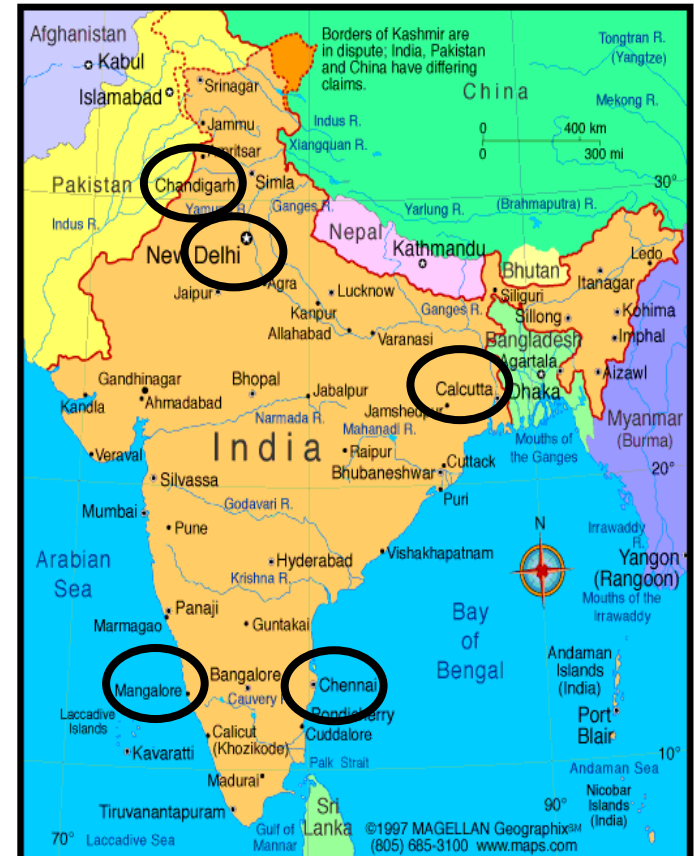 Afghanistan
Kabul
Islamabad
Borders of Kashmir are
in dispute; India, Pakistan
and China have differing
claims.
Tongtran R.
(Yangtze)
Srinagar
China
Mekong R.
Jammu
Indus R.
0 400 km
0 300 mi
Xiangquan R.
Amritsar
Pakistan
Chandigarh
Simla
30°
Yamuna R.
Ganges R.
Yarlung R.
(Brahmaputra) R.
Indus R.
Nepal
Kathmandu
New Delhi
Bhutan
Ledo
Itanagar
Agra
Jaipur
Lucknow
Siliguri
Kanpur
Ganges R.
Sillong
Kohima
Allahabad
Varanasi
Imphal
Bangladesh
Agartala
Gandhinagar
Bhopal
Jabalpur
Calcutta
Dhaka
Aizawl
Kandla
Ahmadabad
Jamshedpur
Narmada R.
Mahanadi R.
Myanmar
(Burma)
India
Mouths of
the Ganges
Veraval
Raipur
Cuttack
Bhubaneshwar
20°
Silvassa
Puri
Godavari R.
Mumbai
Pune
N
Irrawaddy
R.
Arabian
Sea
Hyderabad
Vishakhapatnam
Yangon
(Rangoon)
Krishna R.
Mouths of the
Irrawaddy
Panaji
Marmagao
Guntakai
Bay
of
Bengal
Andaman
Islands
(India)
Mangalore
Bangalore
Chennai
Cauvery R
Laccadive
Islands
Pondicherry
Port
Blair
Calicut
(Khozikode)
Cuddalore
Kavaratti
Palk Strait
10°
Andaman Sea
Madurai
Nicobar
Islands
(India)
Tiruvanantapuram
Sri
Lanka
90°
70°
Laccadive Sea
Gulf of
Mannar
©1997 MAGELLAN Geographix℠
(805) 685-3100 www.maps.com